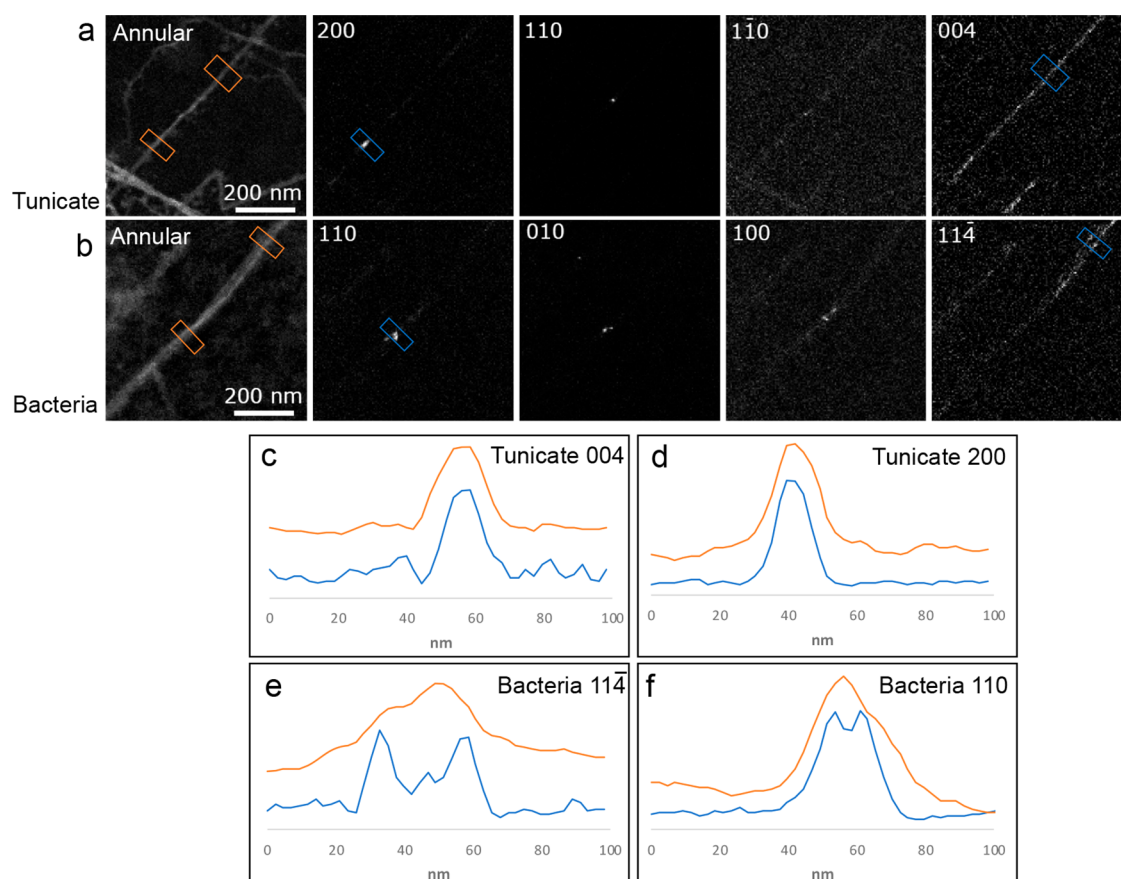 a
Annular
200
110
11̄0
004
200 nm
Tunicate
b
Annular
110
010
100
114̄
200 nm
Bacteria
c
Tunicate 004
0 20 40 60 80 100
nm
d
Tunicate 200
0 20 40 60 80 100
nm
e
Bacteria 114̄
0 20 40 60 80 100
nm
f
Bacteria 110
0 20 40 60 80 100
nm